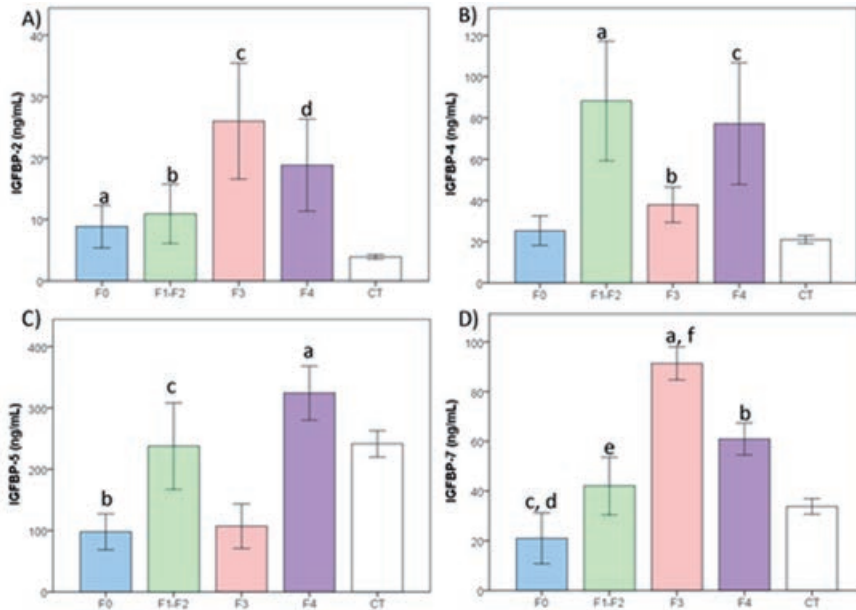 A)
IGFBP-2 (ng/mL)
40
30
20
10
0
a
b
c
d
F0
F1-F2
F3
F4
CT
B)
IGFBP-4 (ng/mL)
120
100
80
60
40
20
0
a
b
c
F0
F1-F2
F3
F4
CT
C)
IGFBP-5 (ng/mL)
400
300
200
100
0
b
c
a
F0
F1-F2
F3
F4
CT
D)
IGFBP-7 (ng/mL)
100
80
60
40
20
0
c, d
e
a, f
b
F0
F1-F2
F3
F4
CT